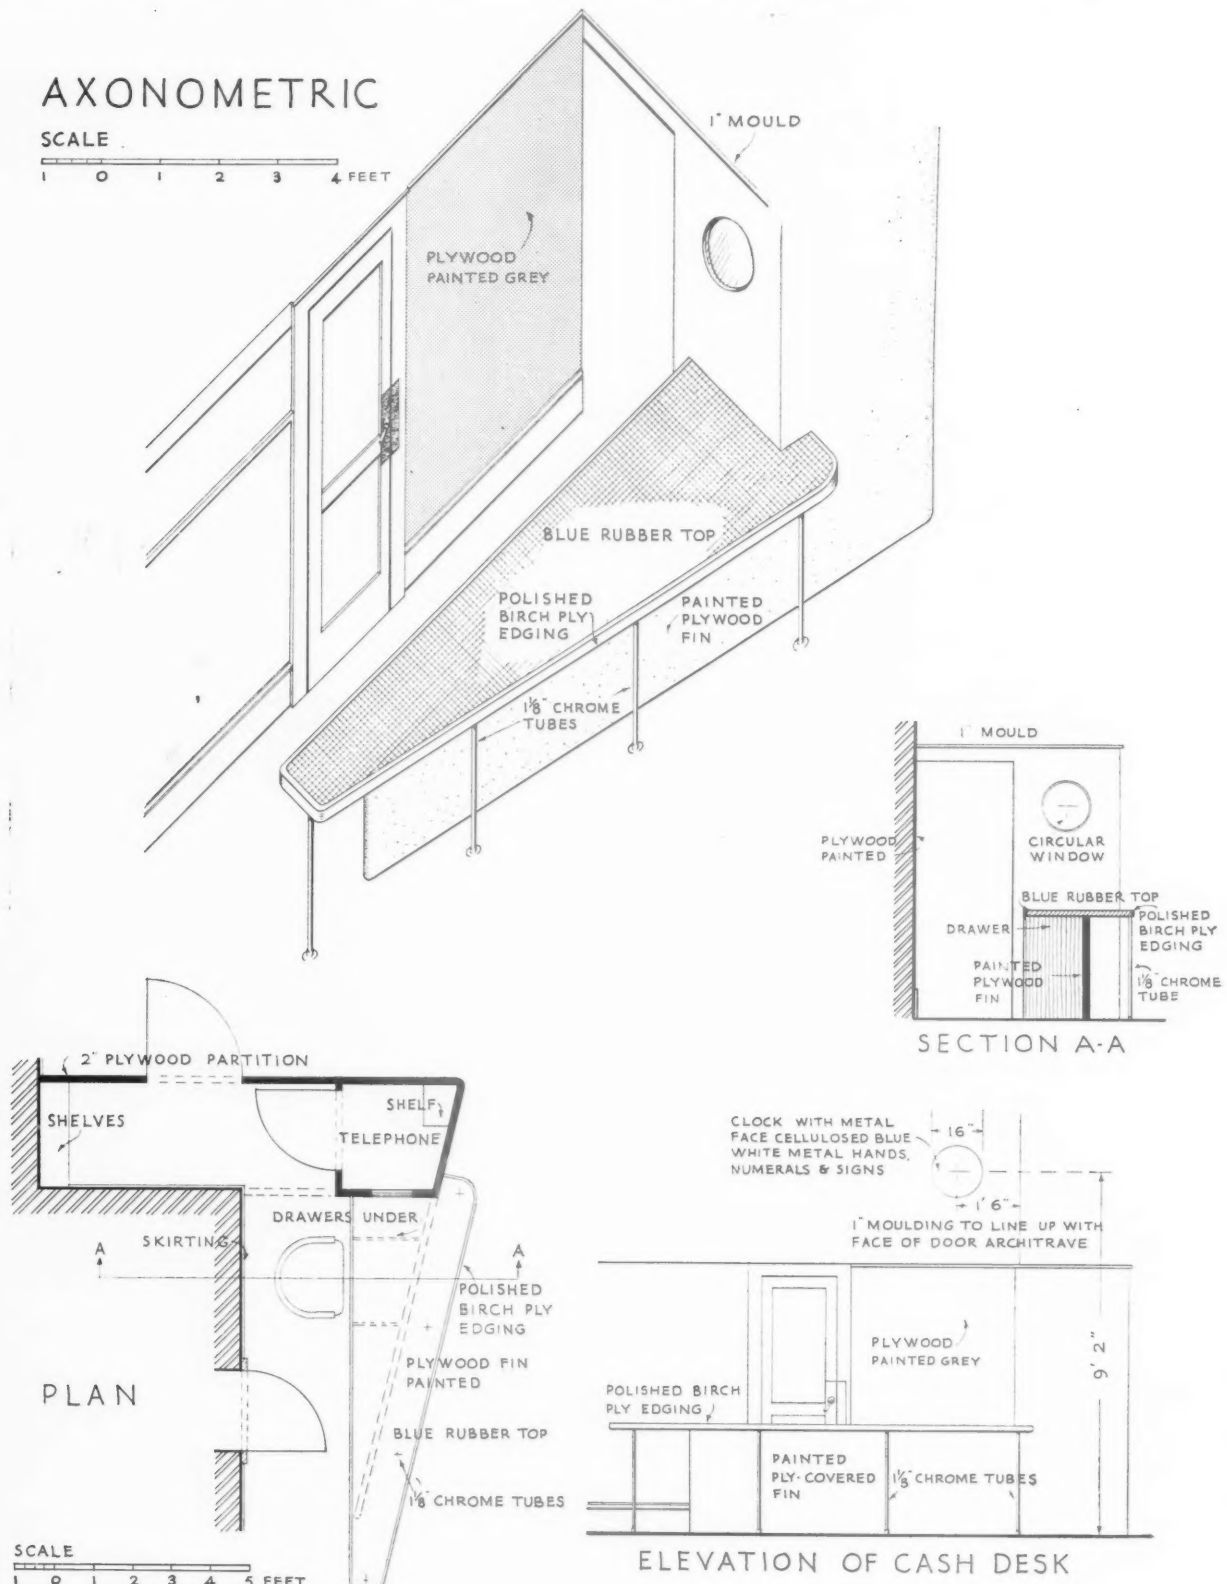 AXONOMETRIC
SCALE
1 0 1 2 3 4 FEET
1" MOULD
PLYWOOD
PAINTED GREY
BLUE RUBBER TOP
POLISHED
BIRCH PLY
EDGING
PAINTED
PLYWOOD
FIN
1⅛" CHROME
TUBES
1" MOULD
PLYWOOD
PAINTED
CIRCULAR
WINDOW
BLUE RUBBER TOP
DRAWER
POLISHED
BIRCH PLY
EDGING
PAINTED
PLYWOOD
FIN
1⅛" CHROME
TUBE
SECTION A-A
2" PLYWOOD PARTITION
SHELVES
SHELF
TELEPHONE
DRAWERS UNDER
SKIRTING
A
A
POLISHED
BIRCH PLY
EDGING
PLYWOOD FIN
PAINTED
PLAN
BLUE RUBBER TOP
1⅛" CHROME TUBES
SCALE
1 0 1 2 3 4 5 FEET
CLOCK WITH METAL
FACE CELLULOSED BLUE
WHITE METAL HANDS,
NUMERALS & SIGNS
16"
1' 6"
1" MOULDING TO LINE UP WITH
FACE OF DOOR ARCHITRAVE
9' 2"
PLYWOOD
PAINTED GREY
POLISHED BIRCH
PLY EDGING
PAINTED
PLY-COVERED
FIN
1⅛" CHROME TUBES
ELEVATION OF CASH DESK